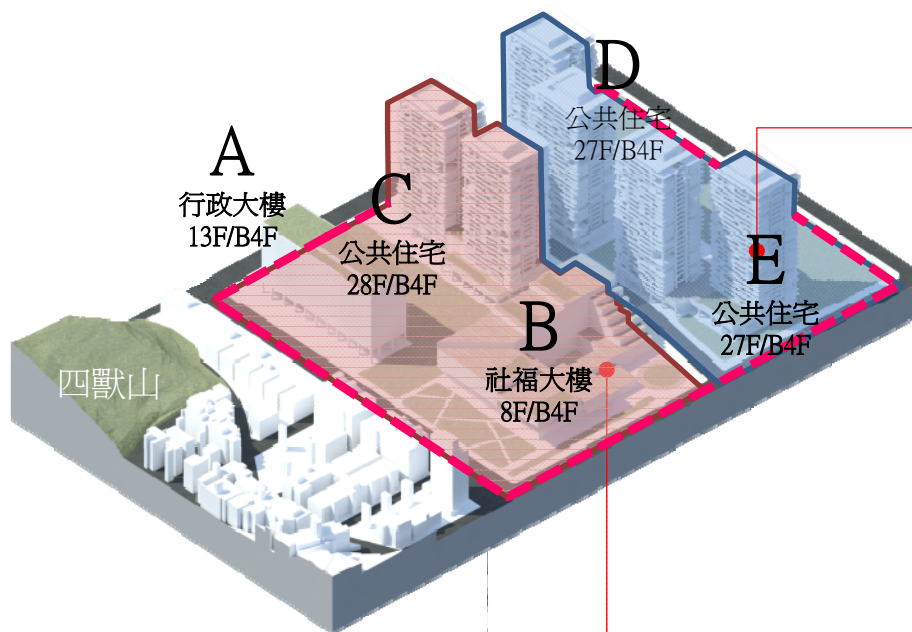 A
行政大樓
13F/B4F
C
公共住宅
28F/B4F
D
公共住宅
27F/B4F
E
公共住宅
27F/B4F
B
社福大樓
8F/B4F
四獸山